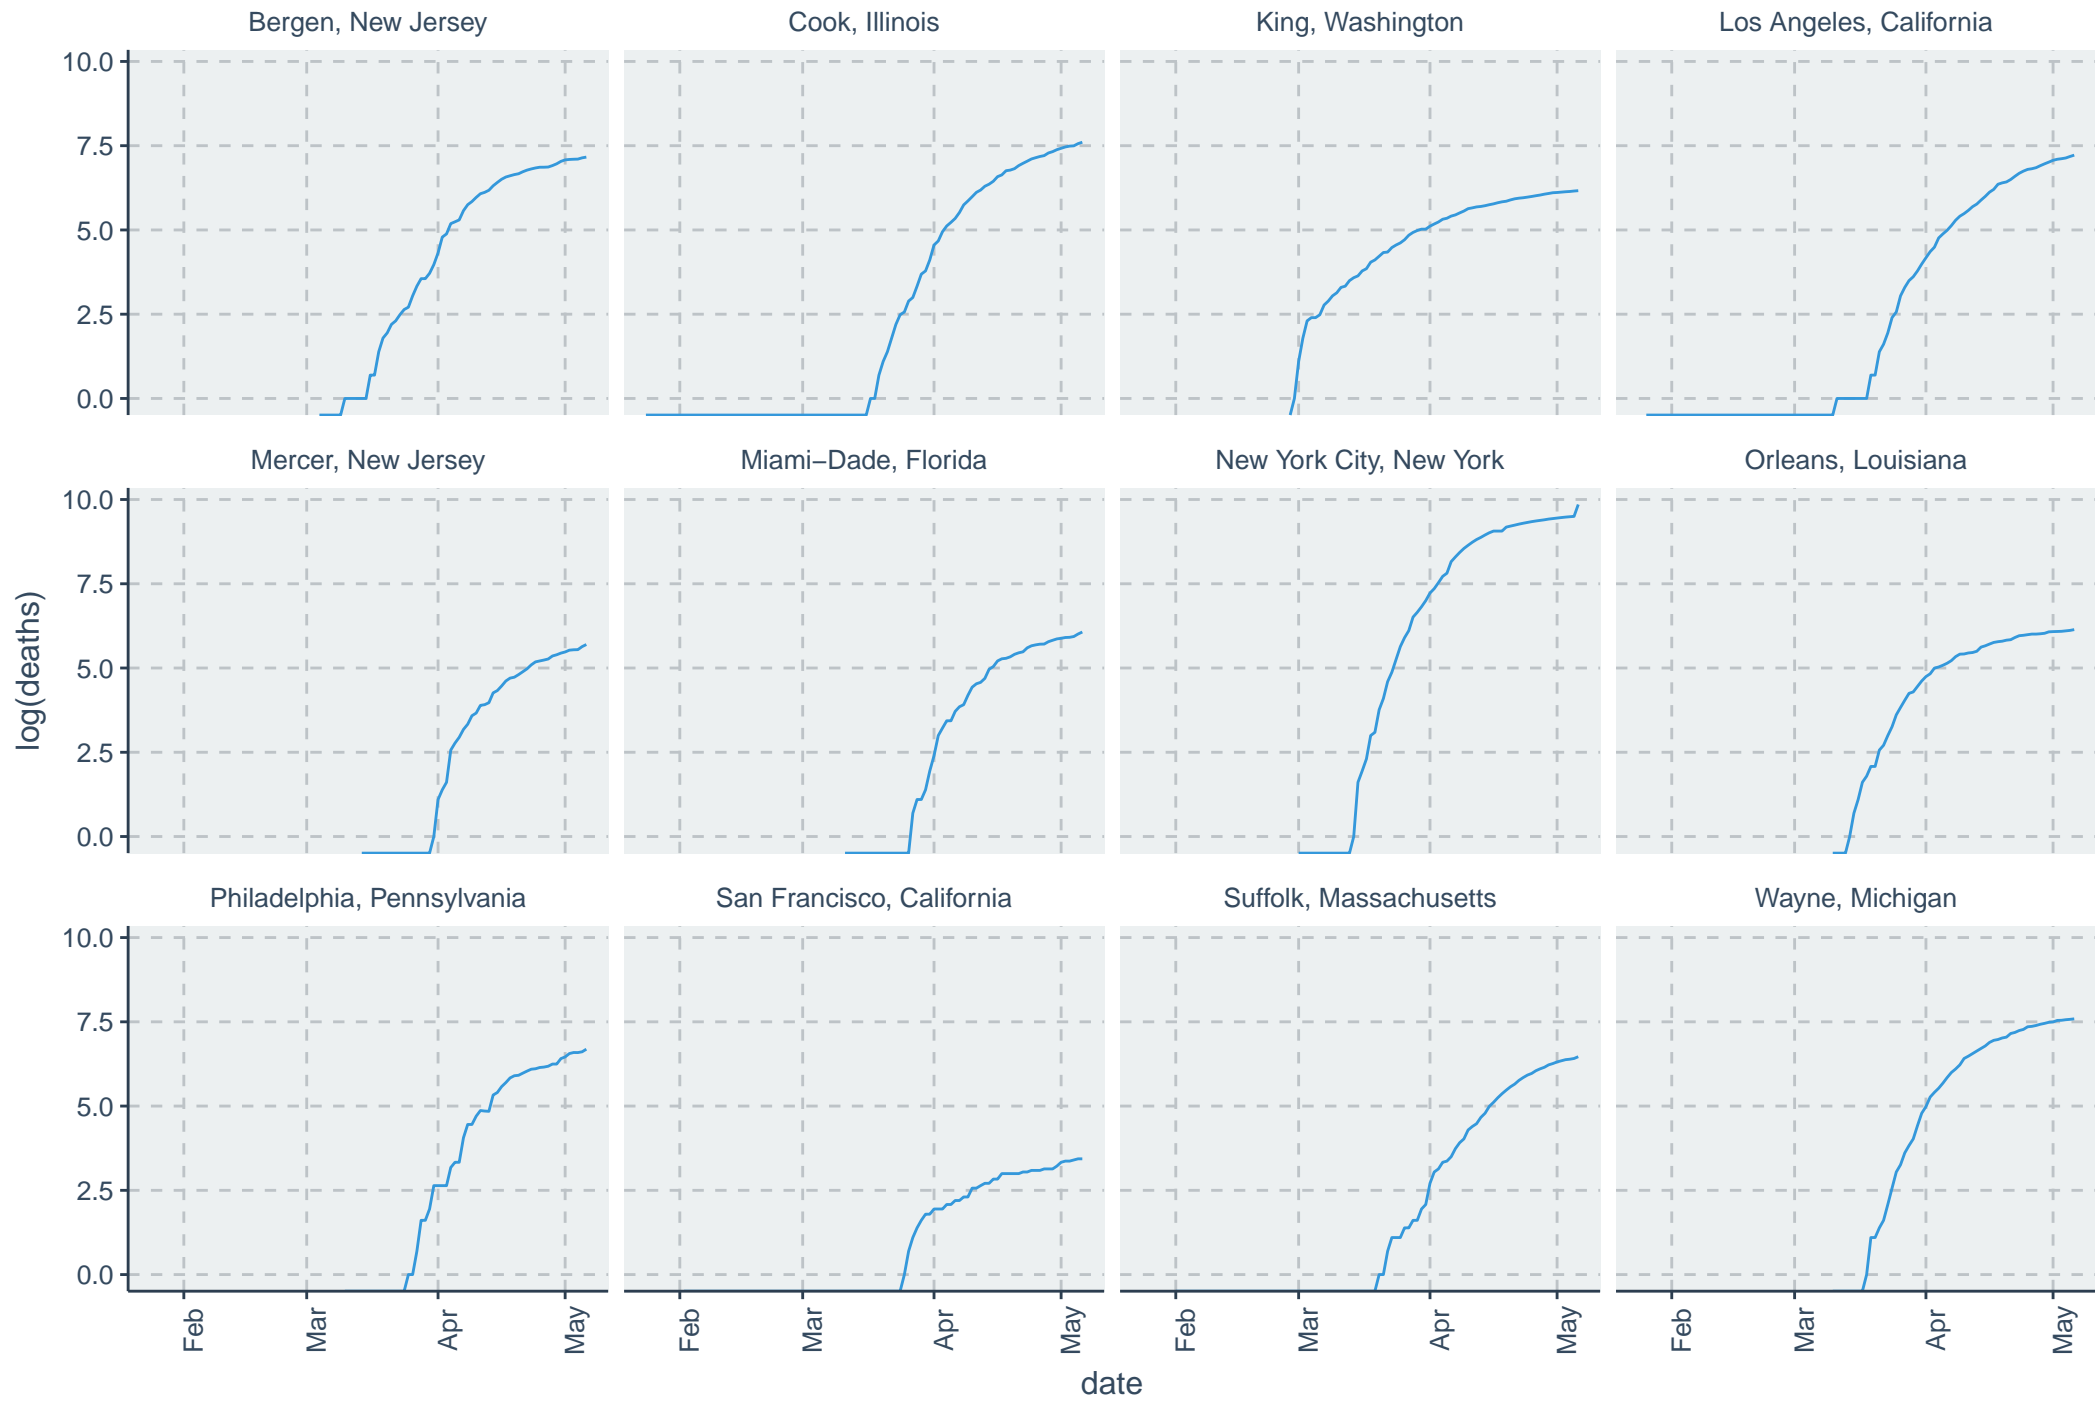 Bergen, New Jersey
Cook, Illinois
King, Washington
Los Angeles, California
10.0
7.5
5.0
2.5
0.0
Mercer, New Jersey
Miami−Dade, Florida
New York City, New York
Orleans, Louisiana
10.0
7.5
5.0
2.5
0.0
log(deaths)
Philadelphia, Pennsylvania
San Francisco, California
Suffolk, Massachusetts
Wayne, Michigan
10.0
7.5
5.0
2.5
0.0
Feb
Mar
Apr
May
Feb
Mar
Apr
May
Feb
Mar
Apr
May
Feb
Mar
Apr
May
date